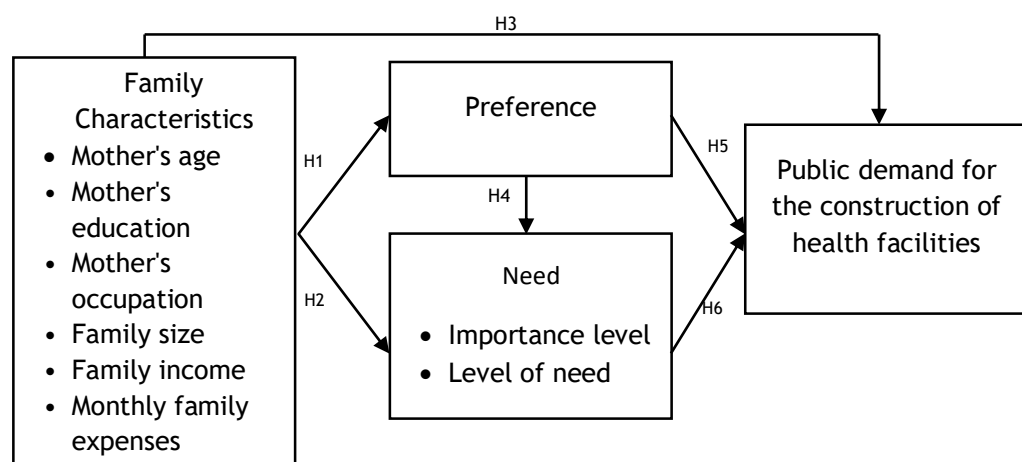 H3
Family
Characteristics
• Mother's age
• Mother's
education
• Mother's
occupation
• Family size
• Family income
• Monthly family
expenses
H1
H2
Preference
H4
Need
• Importance level
• Level of need
H5
H6
Public demand for
the construction of
health facilities